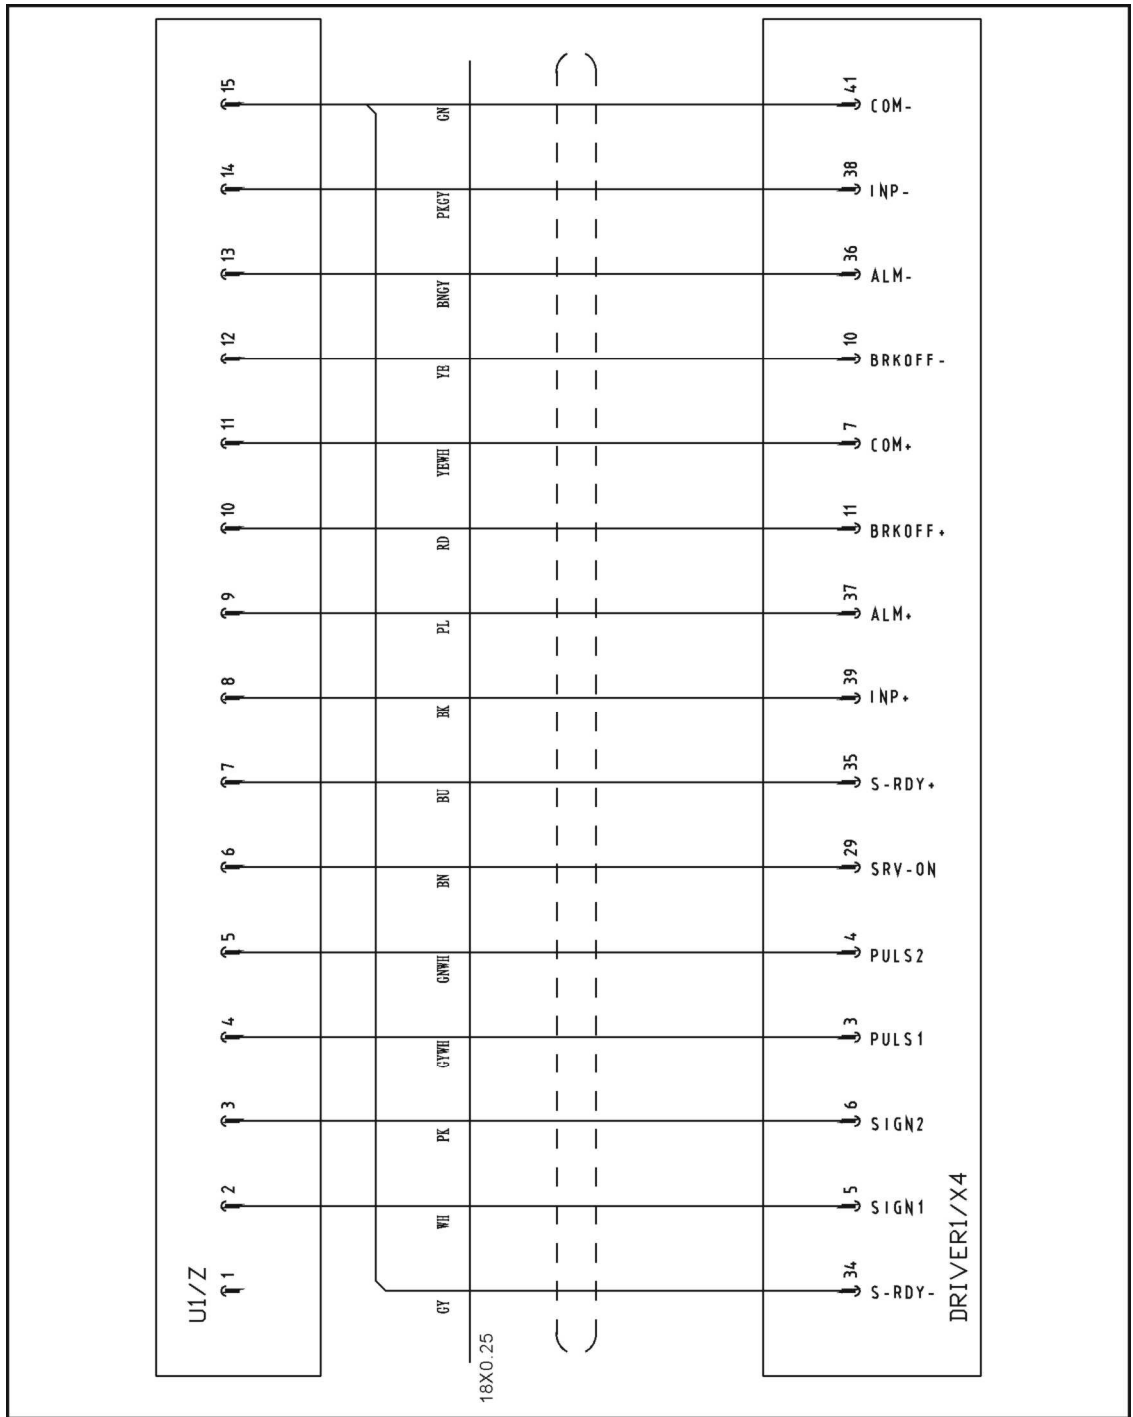 15 GN 41 COM-
14 PKGY 38 INP-
13 BNGY 36 ALM-
12 YE 10 BRKOFF-
11 YEWH 7 COM+
10 RD 11 BRKOFF+
9 PL 37 ALM+
8 BK 39 INP+
7 BU 35 S-RDY+
6 BN 29 SRV-ON
5 GNWH 4 PULS2
4 GYWH 3 PULS1
3 PK 6 SIGN2
2 WH 5 SIGN1
1 GY 34 S-RDY-
U1/Z
DRIVER1/X4
18X0.25